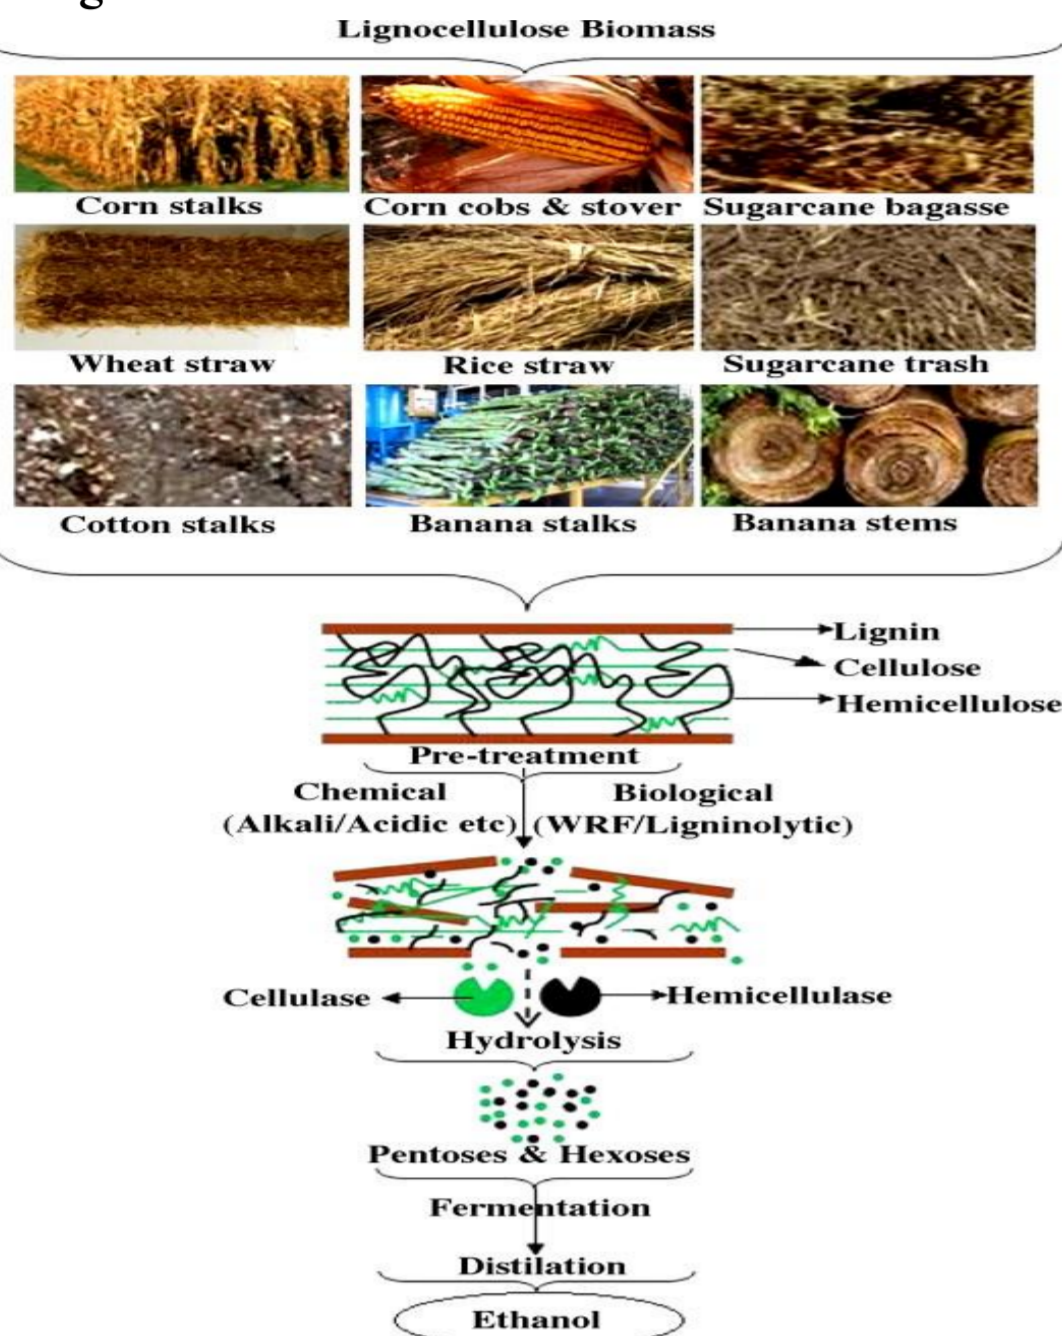 Lignocellulose Biomass
Corn stalks
Corn cobs & stover
Sugarcane bagasse
Wheat straw
Rice straw
Sugarcane trash
Cotton stalks
Banana stalks
Banana stems
Lignin
Cellulose
Hemicellulose
Pre-treatment
Chemical
(Alkali/Acidic etc)
Biological
(WRF/Ligninolytic)
Cellulase
Hemicellulase
Hydrolysis
Pentoses & Hexoses
Fermentation
Distilation
Ethanol